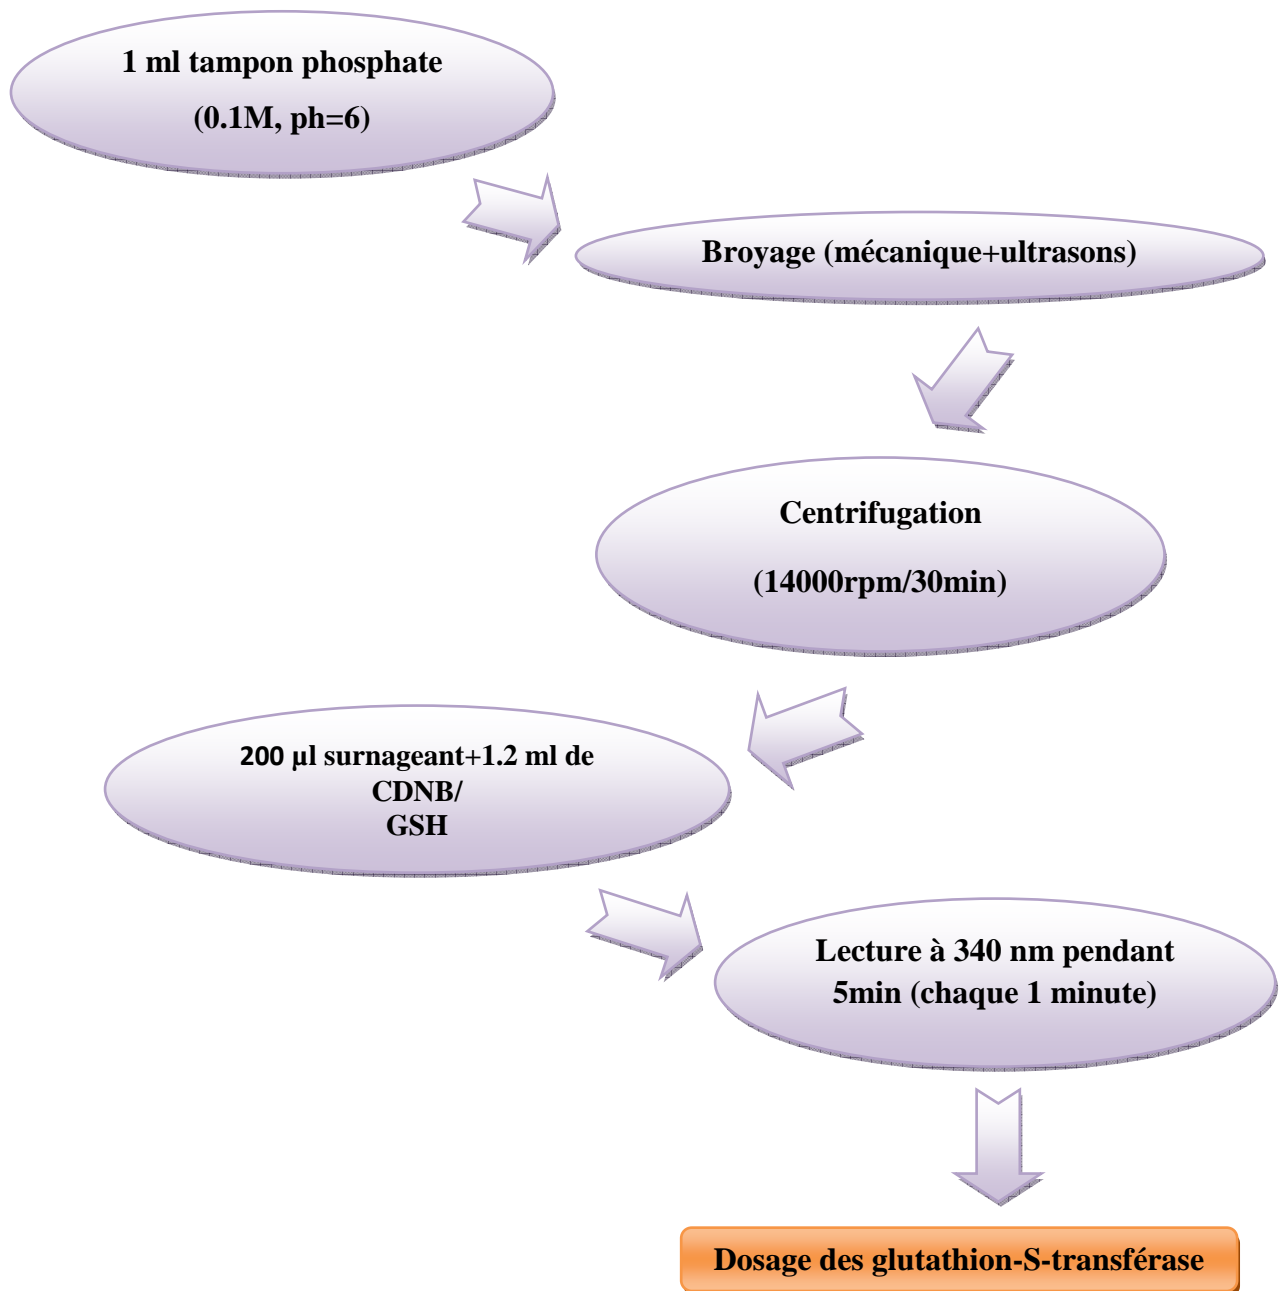 1 ml tampon phosphate
(0.1M, ph=6)
Broyage (mécanique+ultrasons)
Centrifugation
(14000rpm/30min)
200 µl surnageant+1.2 ml de
CDNB/
GSH
Lecture à 340 nm pendant
5min (chaque 1 minute)
Dosage des glutathion-S-transférase